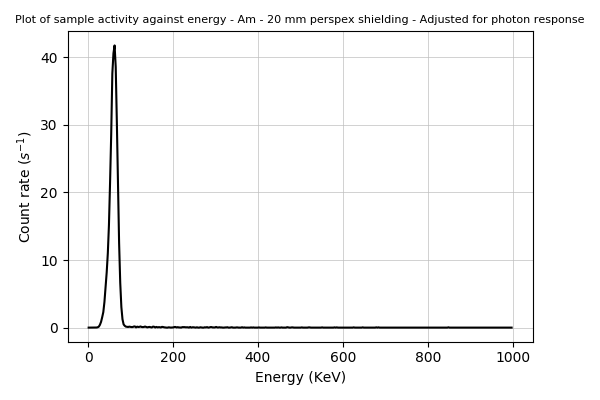 Plot of sample activity against energy - Am - 20 mm perspex shielding - Adjusted for photon response
40
30
20
10
0
Count rate (s⁻¹)
0 200 400 600 800 1000
Energy (KeV)